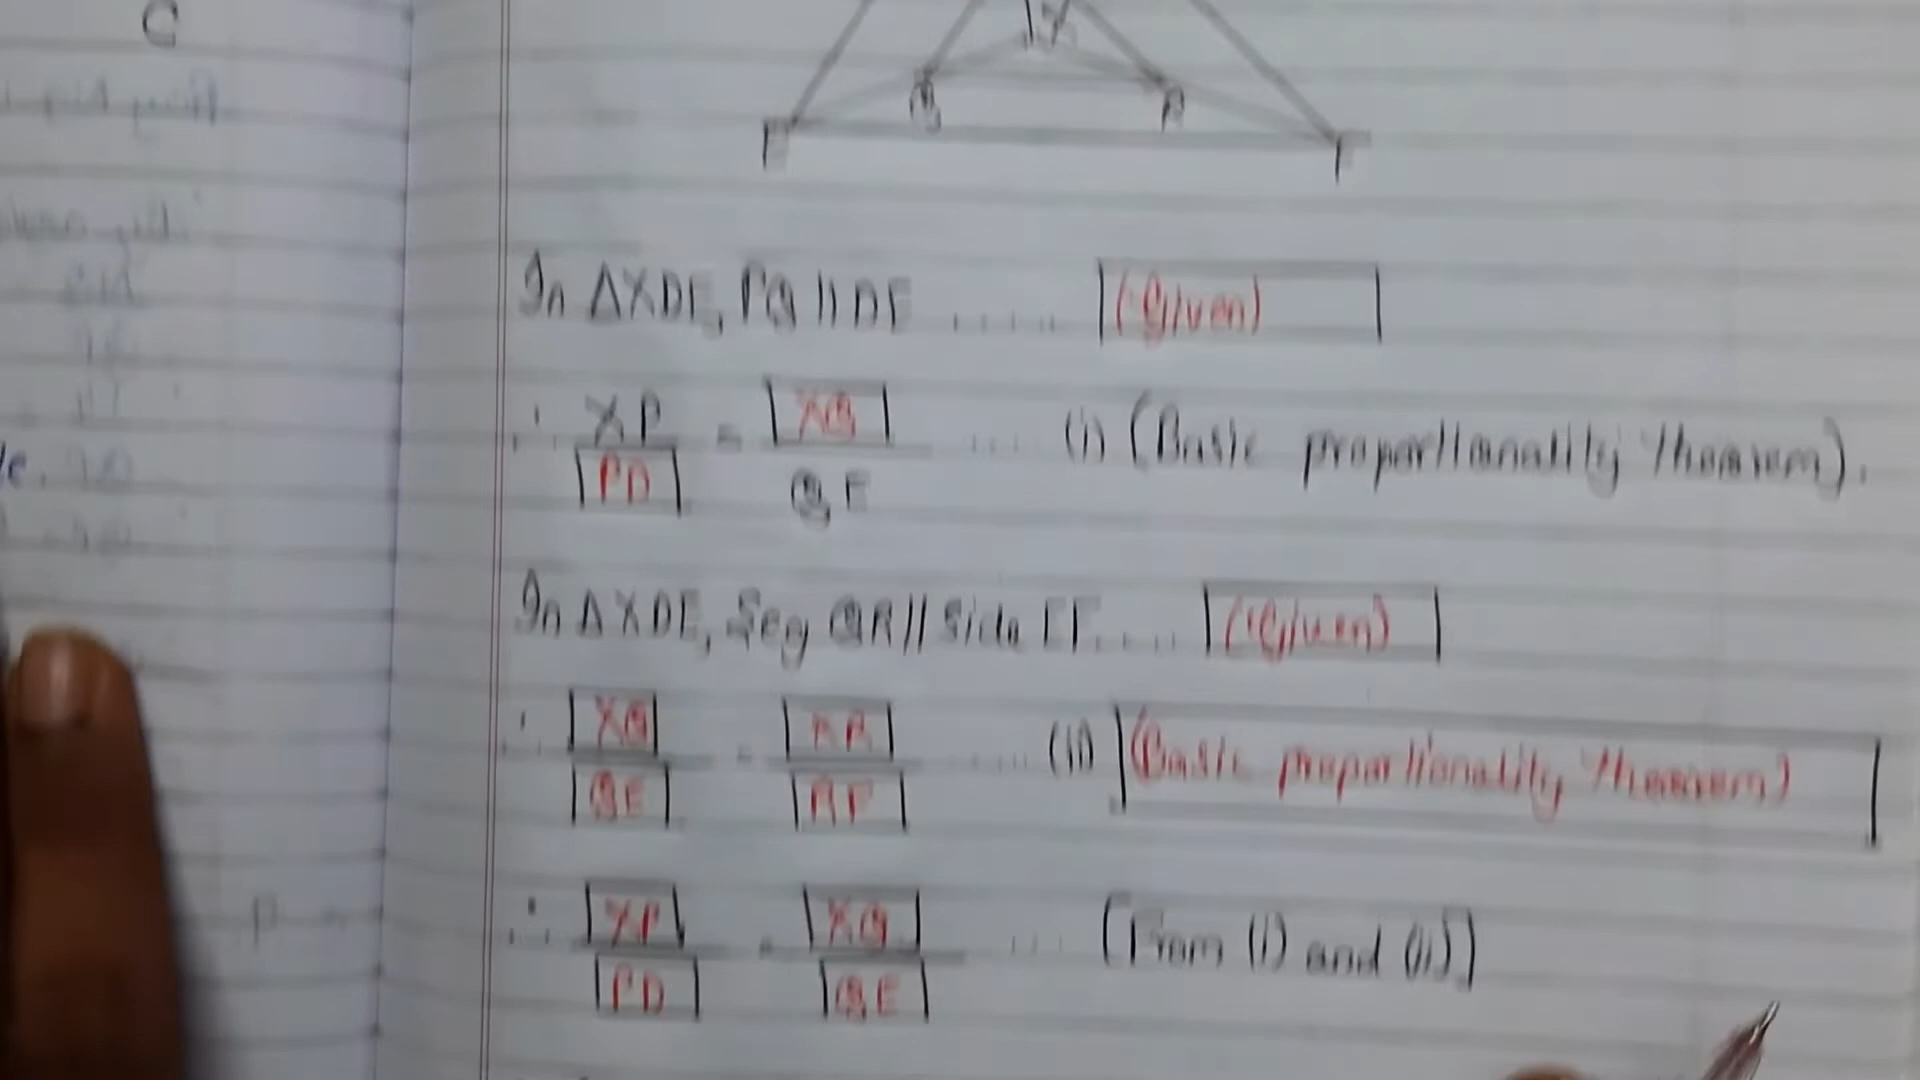 C
X
Q R
E F
In ΔXDE, PQ || DE ..... (Given)
∴ XP/PD = XQ/QE .... (i) (Basic proportionality theorem).
In ΔXDE, Seg QR || Side EF..... (Given)
∴ XQ/QE = XR/RF ..... (ii) (Basic proportionality theorem)
∴ XP/PD = XQ/QE .... [From (i) and (ii)]